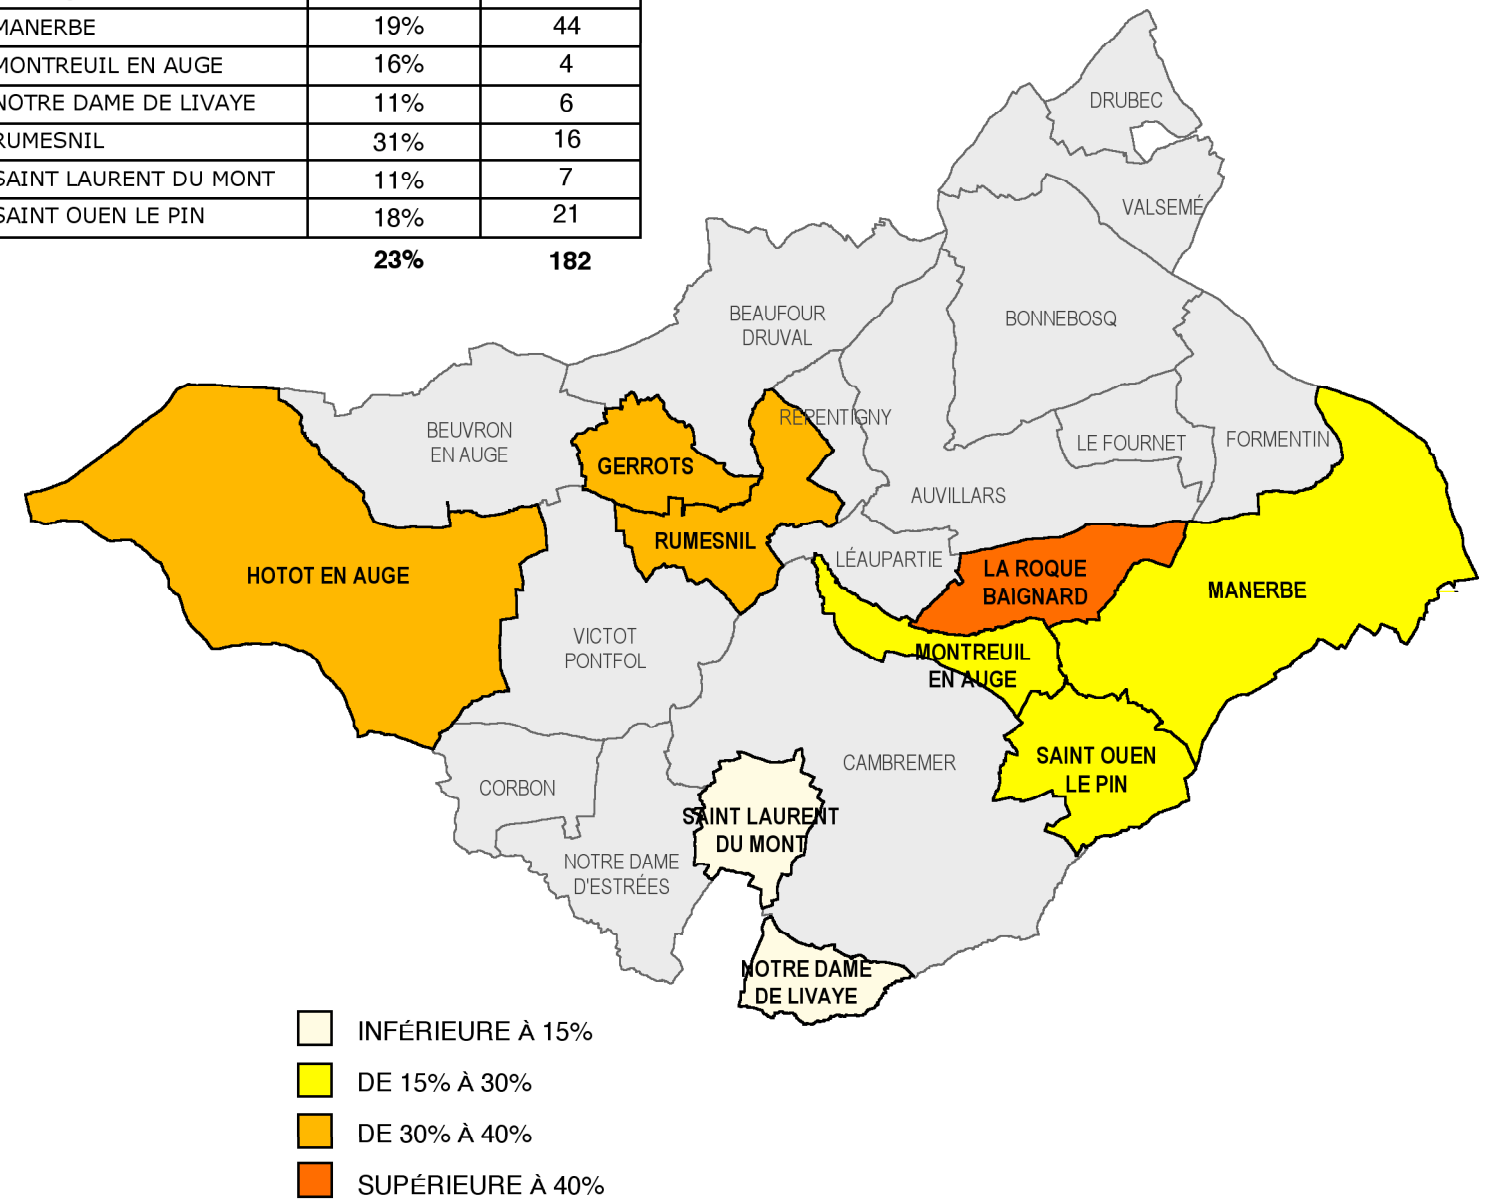 MANERBE 19% 44
MONTREUIL EN AUGE 16% 4
NOTRE DAME DE LIVAYE 11% 6
RUMESNIL 31% 16
SAINT LAURENT DU MONT 11% 7
SAINT OUEN LE PIN 18% 21
23% 182
DRUBEC
VALSEMÉ
BEAUFOUR
DRUVAL
BONNEBOSQ
BEUVRON
EN AUGE
RÉPENTIGNY
LE FOURNET
FORMENTIN
GERROTS
AUVILLARS
RUMESNIL
LÉAUPARTIE
HOTOT EN AUGE
LA ROQUE
BAIGNARD
MANERBE
VICTOT
PONTFOL
MONTREUIL
EN AUGE
CAMBREMER
SAINT OUEN
LE PIN
CORBON
SAINT LAURENT
DU MONT
NOTRE DAME
D'ESTRÉES
NOTRE DAME
DE LIVAYE
INFÉRIEURE À 15%
DE 15% À 30%
DE 30% À 40%
SUPÉRIEURE À 40%